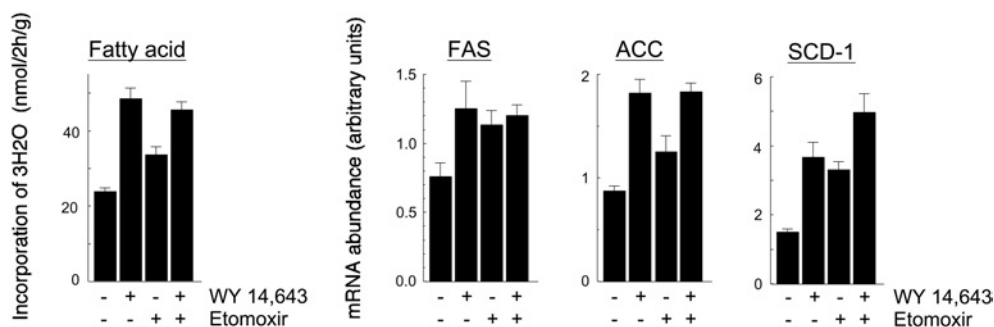 Fatty acid
FAS
ACC
SCD-1
Incorporation of 3H2O (nmol/2h/g)
40
20
0
mRNA abundance (arbitrary units)
1.5
1.0
0.5
0.0
2
1
0
6
4
2
0
- + - + WY 14,643
- - + + Etomoxir
- + - + - + - + - + - + WY 14,643
- - + + - - + + - - + + Etomoxir